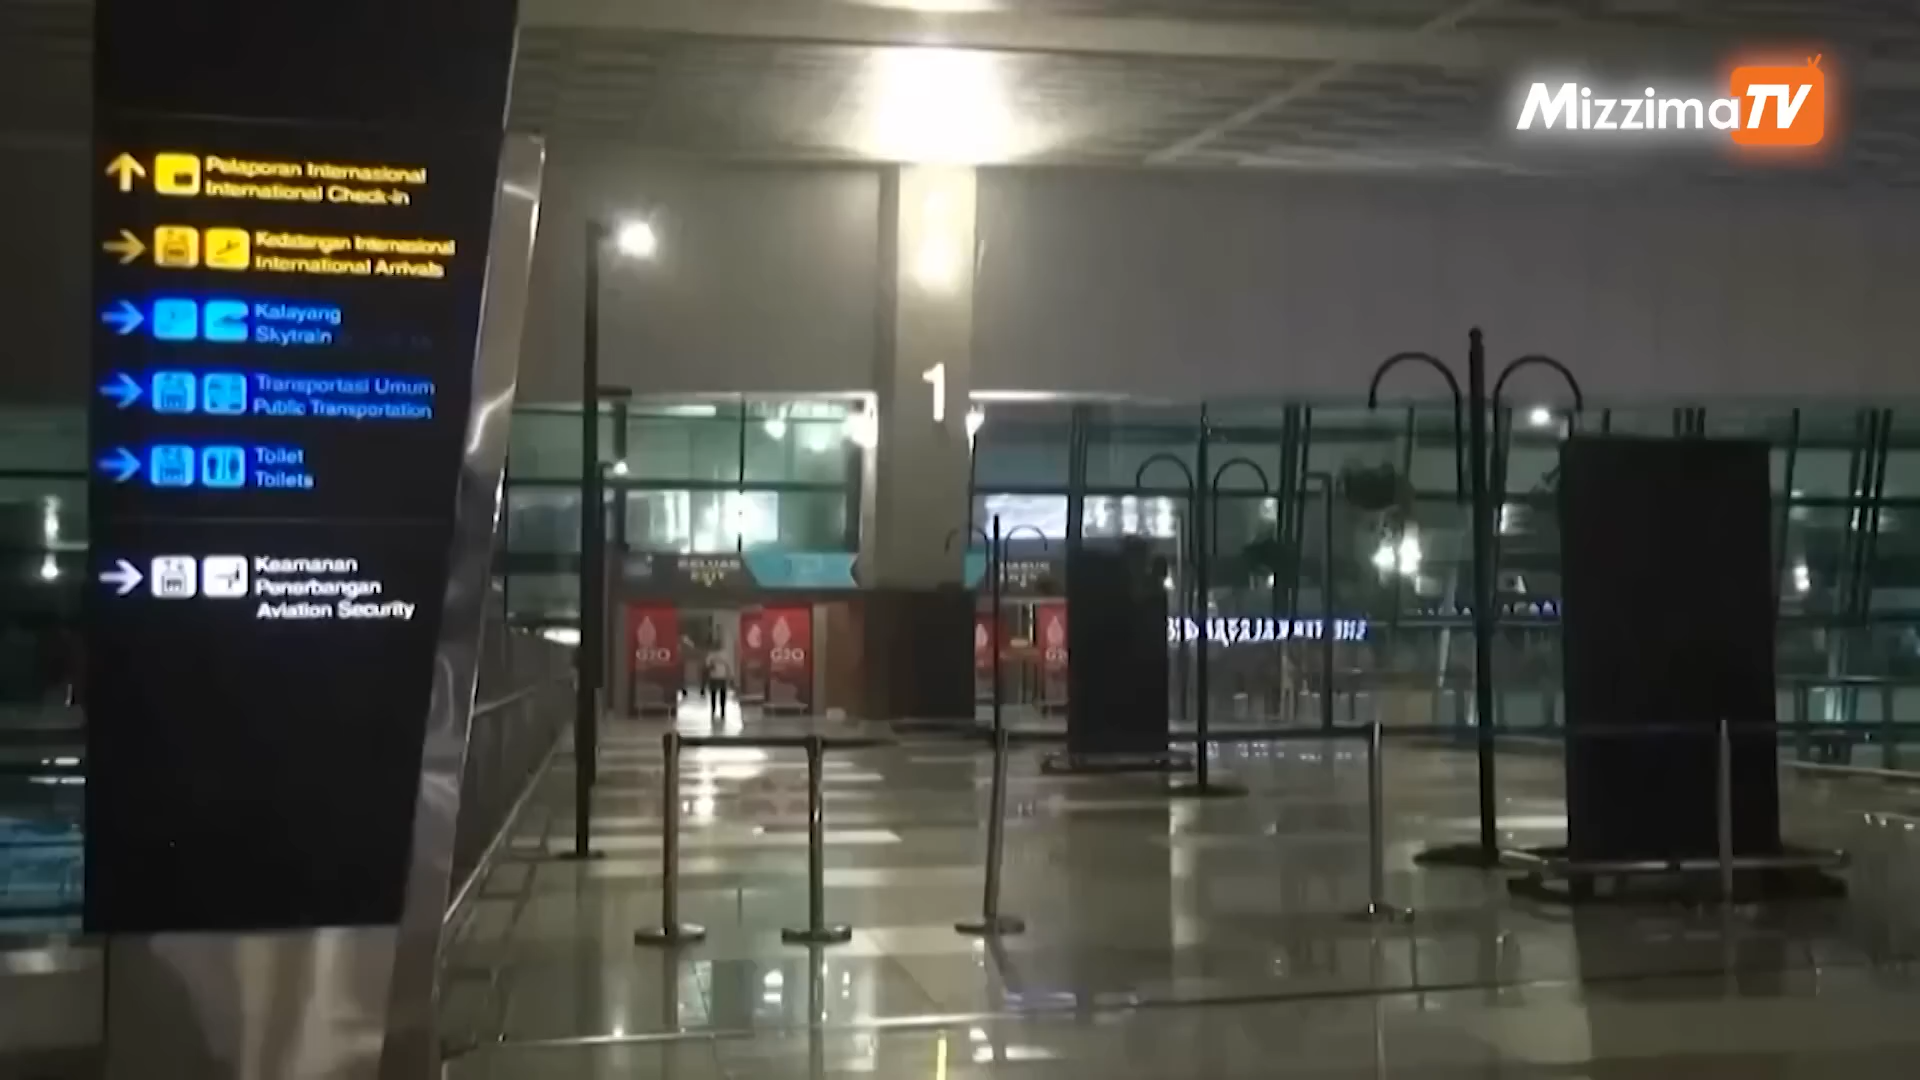 MizzimaTV
Pelaporan Internasional
International Check-in
Kedatangan Internasional
International Arrivals
Kalayang
Skytrain
Transportasi Umum
Public Transportation
Toilet
Toilets
Keamanan
Penerbangan
Aviation Security
1
KELUAR
EXIT
G20
G20